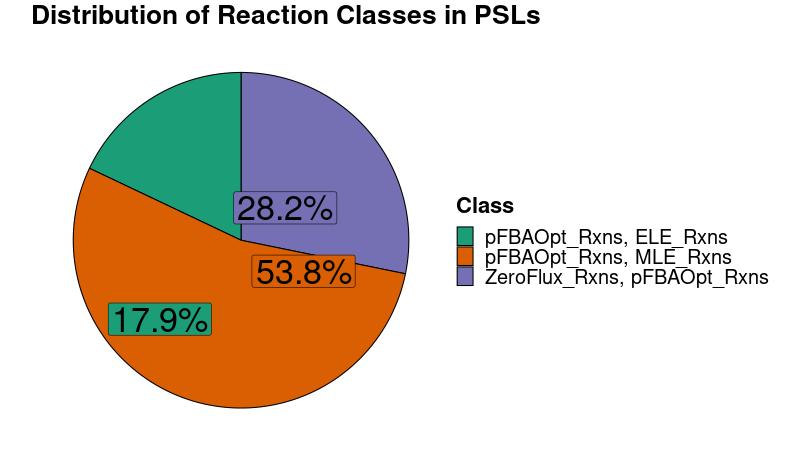 Distribution of Reaction Classes in PSLs
28.2%
53.8%
17.9%
Class
pFBAOpt_Rxns, ELE_Rxns
pFBAOpt_Rxns, MLE_Rxns
ZeroFlux_Rxns, pFBAOpt_Rxns